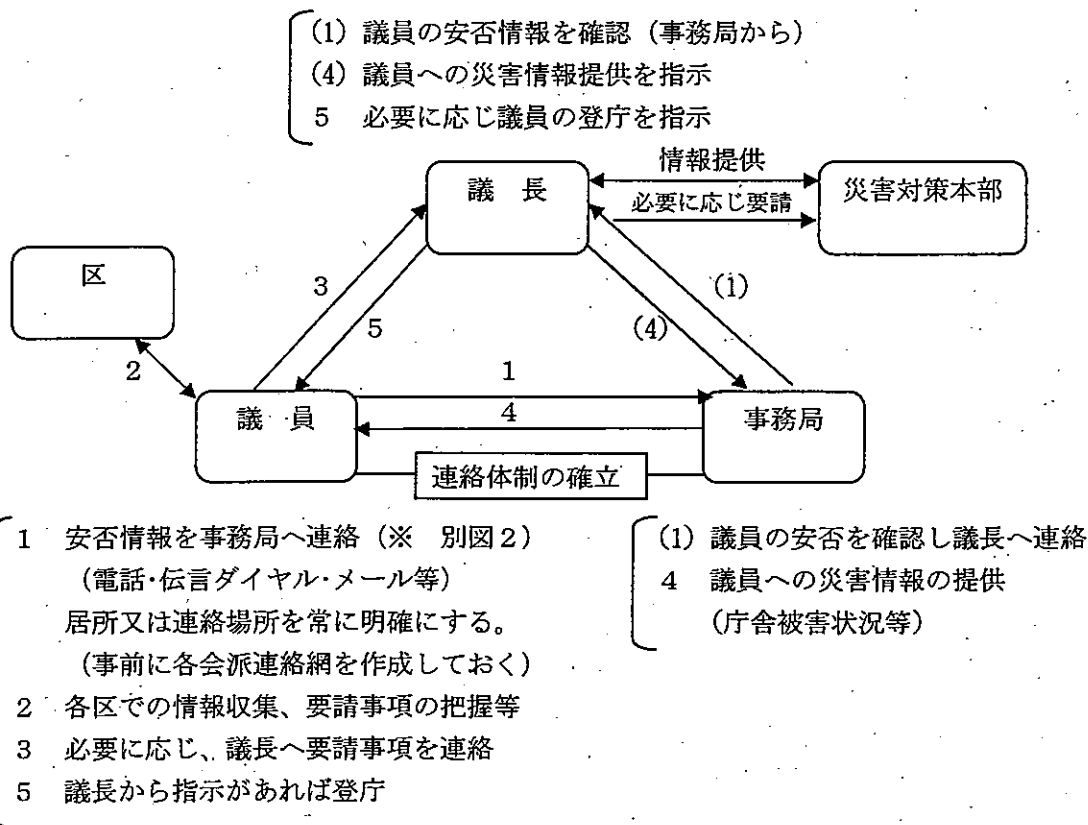 (1) 議員の安否情報を確認（事務局から）
(4) 議員への災害情報提供を指示
5 必要に応じ議員の登庁を指示
情報提供
議 長
災害対策本部
必要に応じ要請
区
3
(1)
5
(4)
2
1
議 員
4
事務局
連絡体制の確立
1 安否情報を事務局へ連絡（※ 別図２）
（電話・伝言ダイヤル・メール等）
居所又は連絡場所を常に明確にする。
（事前に各会派連絡網を作成しておく）
2 各区での情報収集、要請事項の把握等
3 必要に応じ、議長へ要請事項を連絡
5 議長から指示があれば登庁
(1) 議員の安否を確認し議長へ連絡
4 議員への災害情報の提供
（庁舎被害状況等）